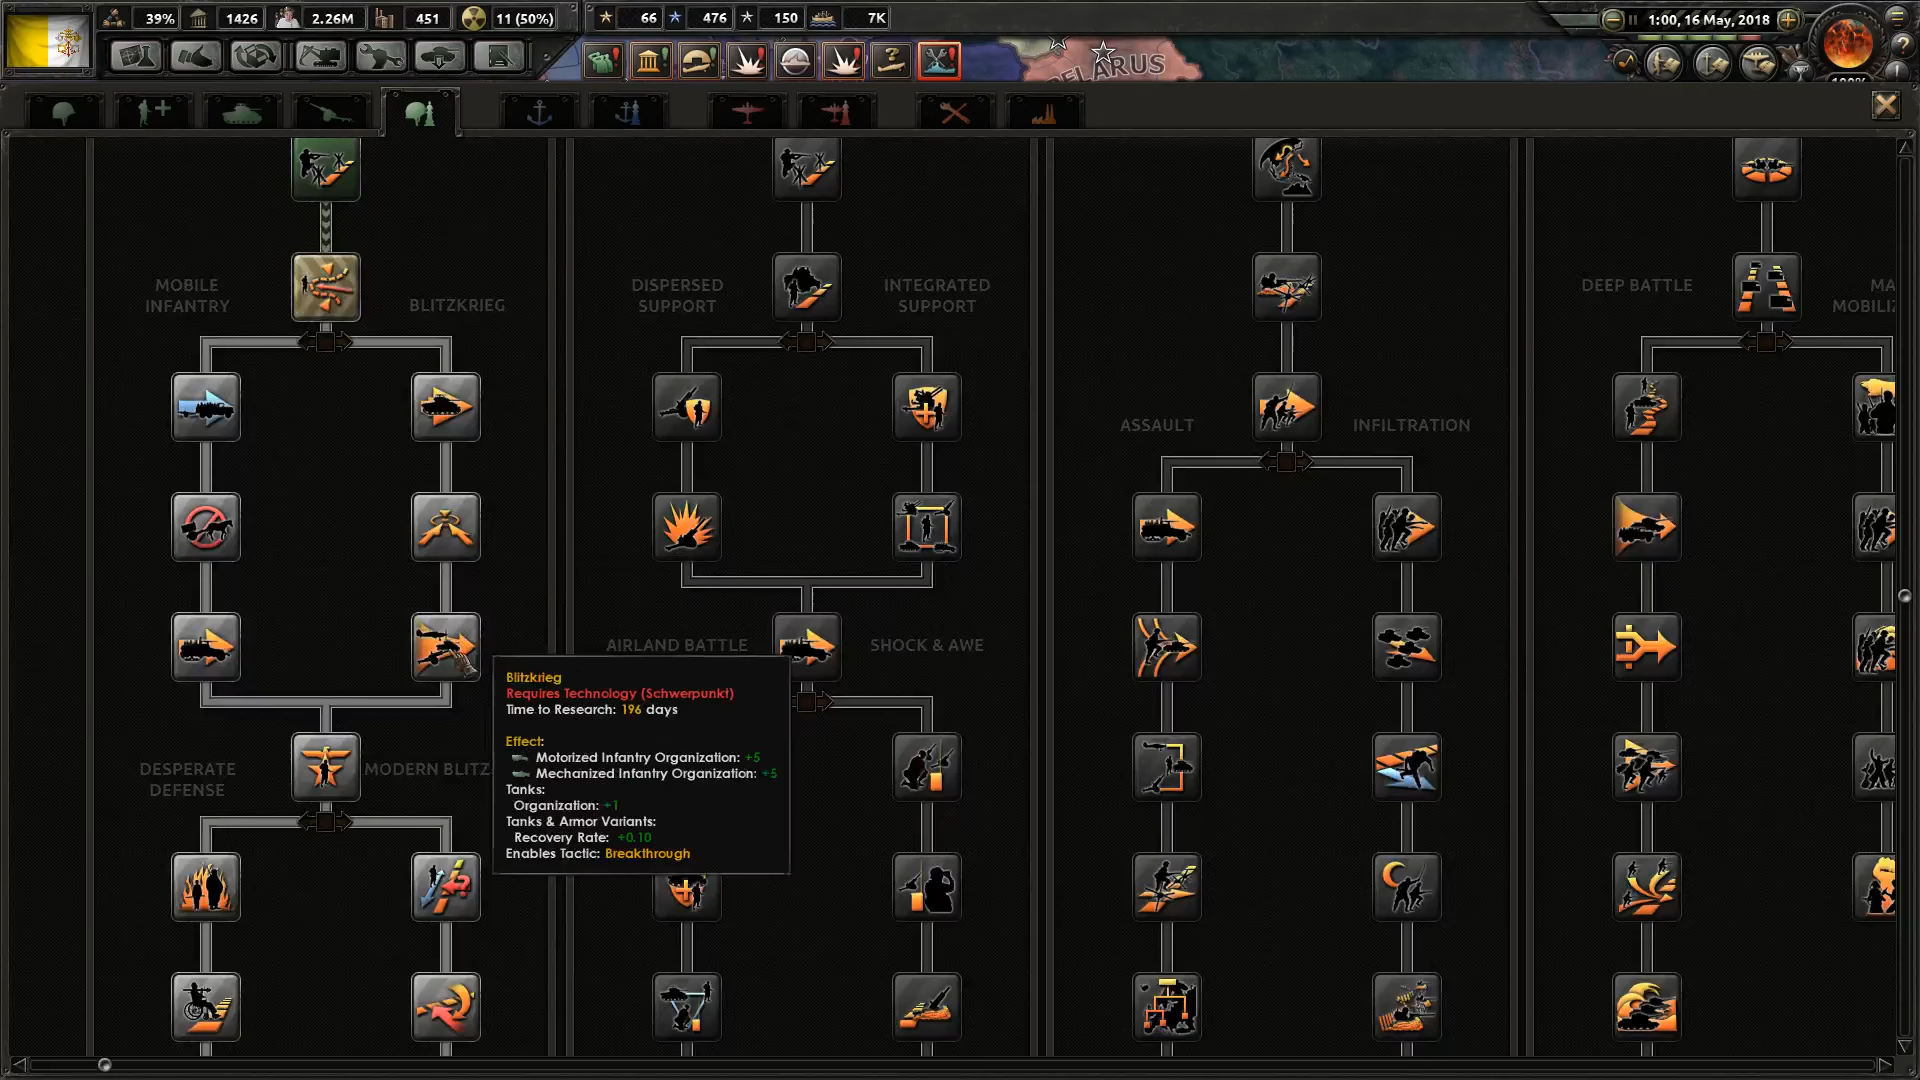 39%
1426
2.26M
451
11 (50%)
66
476
150
7K
1:00, 16 May, 2018
ELARUS
MOBILE
INFANTRY
BLITZKRIEG
DISPERSED
SUPPORT
INTEGRATED
SUPPORT
ASSAULT
INFILTRATION
DEEP BATTLE
MA
MOBILIZ
AIRLAND BATTLE
SHOCK & AWE
DESPERATE
DEFENSE
MODERN BLITZ
Blitzkrieg
Requires Technology (Schwerpunkt)
Time to Research: 196 days
Effect:
Motorized Infantry Organization: +5
Mechanized Infantry Organization: +5
Tanks:
Organization: +1
Tanks & Armor Variants:
Recovery Rate: +0.10
Enables Tactic: Breakthrough